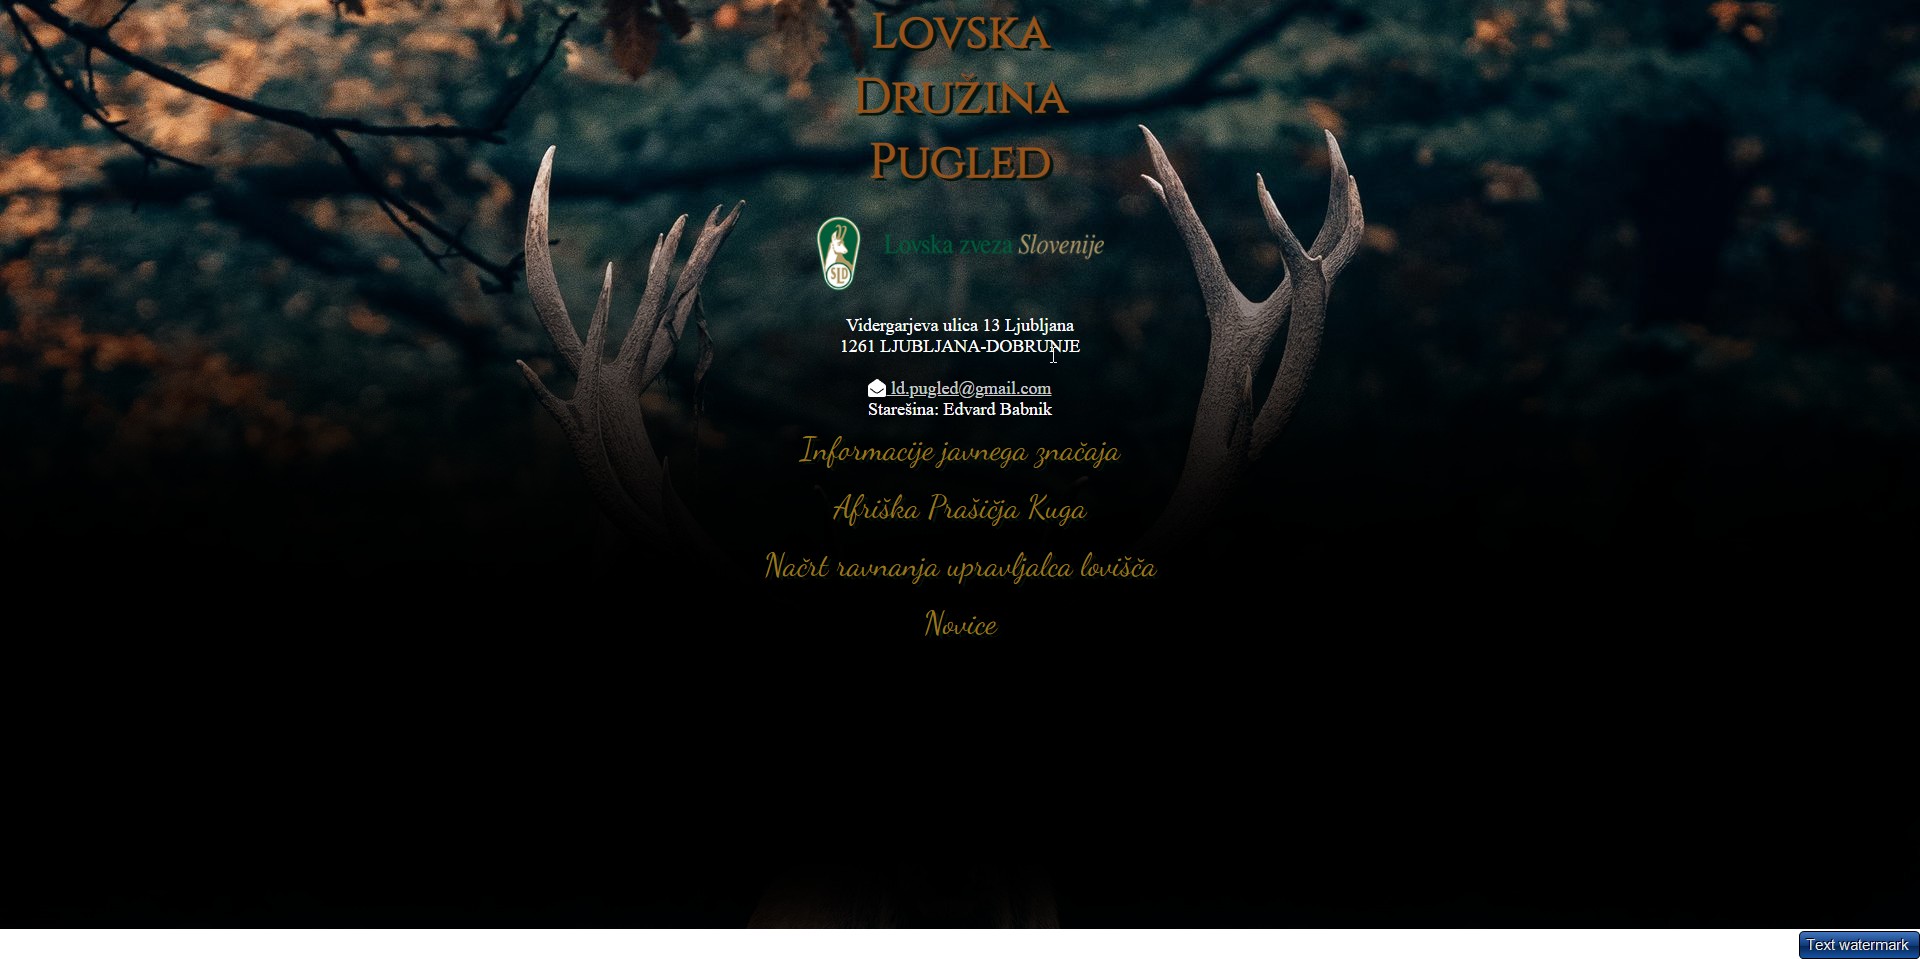 Lovska
Družina
Pugled
Lovska zveza Slovenije
SLD
Vidergarjeva ulica 13 Ljubljana
1261 LJUBLJANA-DOBRUNJE
ld.pugled@gmail.com
Starešina: Edvard Babnik
Informacije javnega značaja
Afriška Prašičja Kuga
Načrt ravnanja upravljalca lovišča
Novice
Text watermark